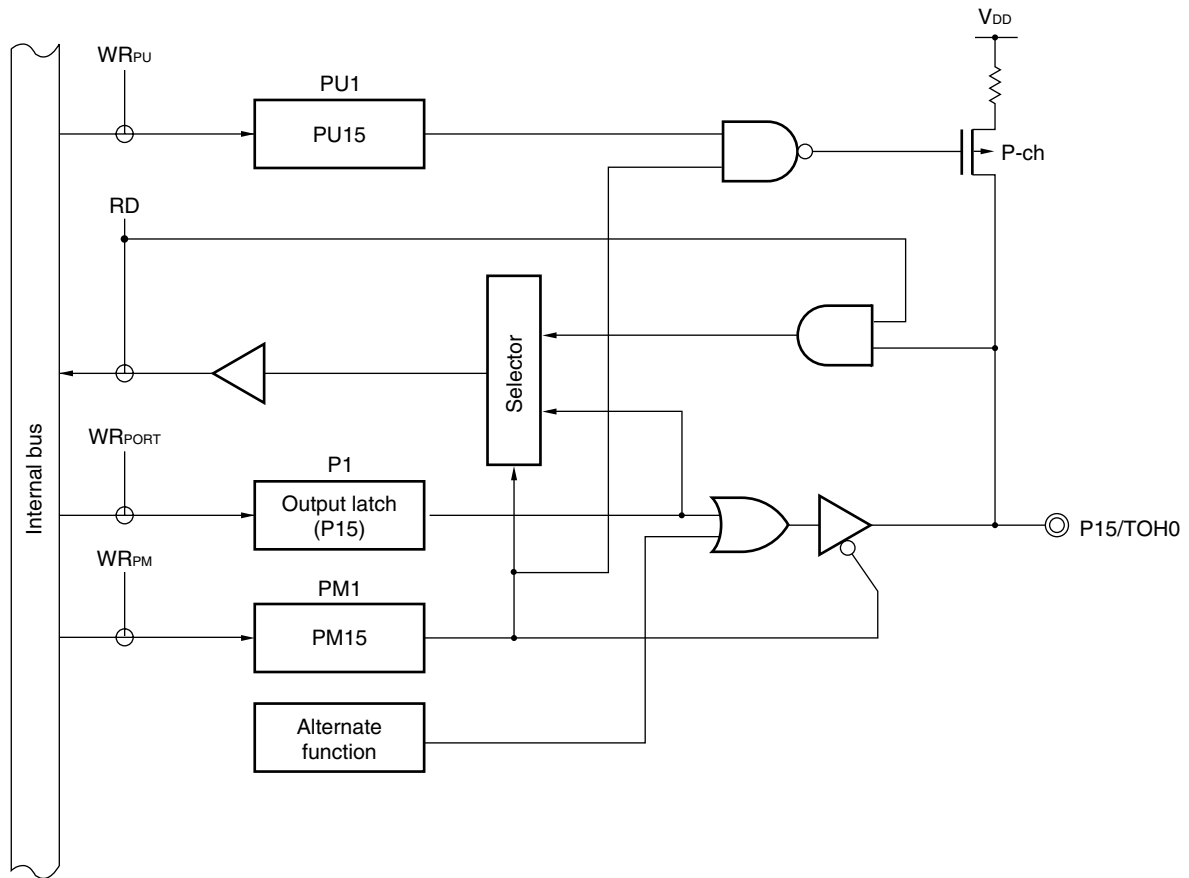 VDD
WRPU
PU1
PU15
P-ch
RD
Selector
Internal bus
WRPORT
P1
Output latch
(P15)
P15/TOH0
WRPM
PM1
PM15
Alternate
function